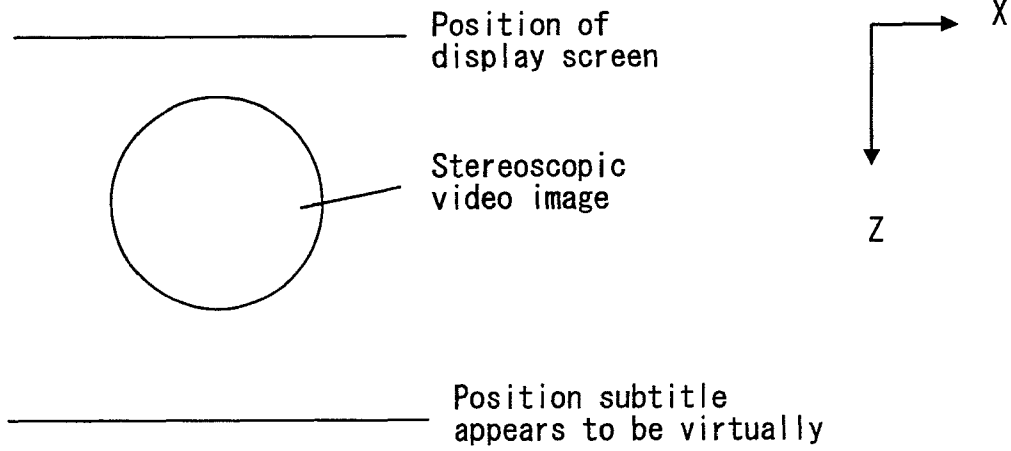 Position of
display screen
X
Stereoscopic
video image
Z
Position subtitle
appears to be virtually